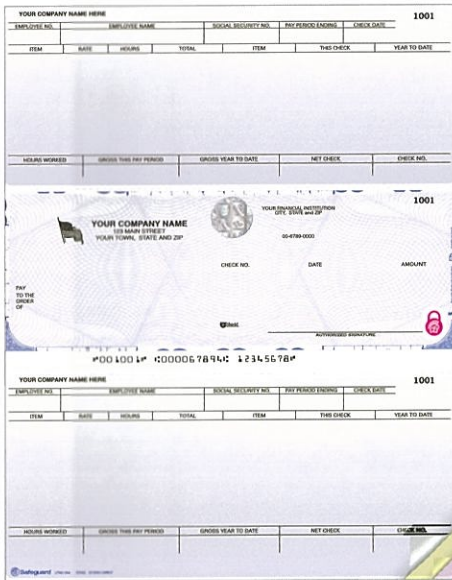 YOUR COMPANY NAME HERE 1001
EMPLOYEE NO. EMPLOYEE NAME SOCIAL SECURITY NO. PAY PERIOD ENDING CHECK DATE
ITEM RATE HOURS TOTAL ITEM THIS CHECK YEAR TO DATE
HOURS WORKED GROSS THIS PAY PERIOD GROSS YEAR TO DATE NET CHECK CHECK NO.
1001
YOUR COMPANY NAME
123 MAIN STREET
YOUR TOWN, STATE AND ZIP
YOUR FINANCIAL INSTITUTION
CITY, STATE and ZIP
00-6789-0000
CHECK NO. DATE AMOUNT
PAY
TO THE
ORDER
OF
AUTHORIZED SIGNATURE
⑈001001⑈ ⑆000067894⑆ 12345678⑈
YOUR COMPANY NAME HERE 1001
EMPLOYEE NO. EMPLOYEE NAME SOCIAL SECURITY NO. PAY PERIOD ENDING CHECK DATE
ITEM RATE HOURS TOTAL ITEM THIS CHECK YEAR TO DATE
HOURS WORKED GROSS THIS PAY PERIOD GROSS YEAR TO DATE NET CHECK CHECK NO.
Safeguard